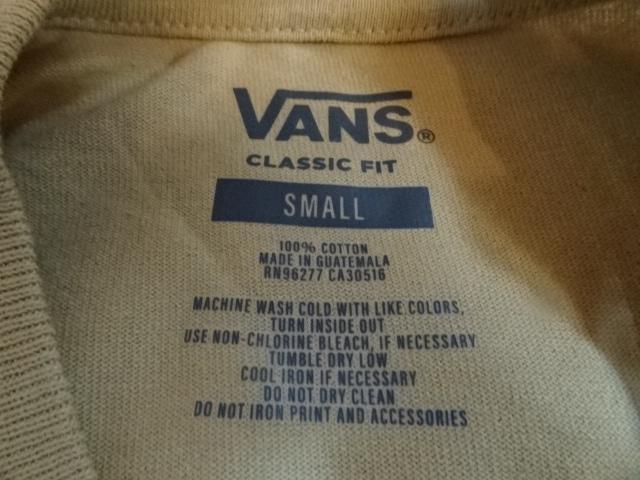 VANS®
CLASSIC FIT
SMALL
100% COTTON
MADE IN GUATEMALA
RN96277 CA30516
MACHINE WASH COLD WITH LIKE COLORS,
TURN INSIDE OUT
USE NON-CHLORINE BLEACH, IF NECESSARY
TUMBLE DRY LOW
COOL IRON IF NECESSARY
DO NOT DRY CLEAN
DO NOT IRON PRINT AND ACCESSORIES